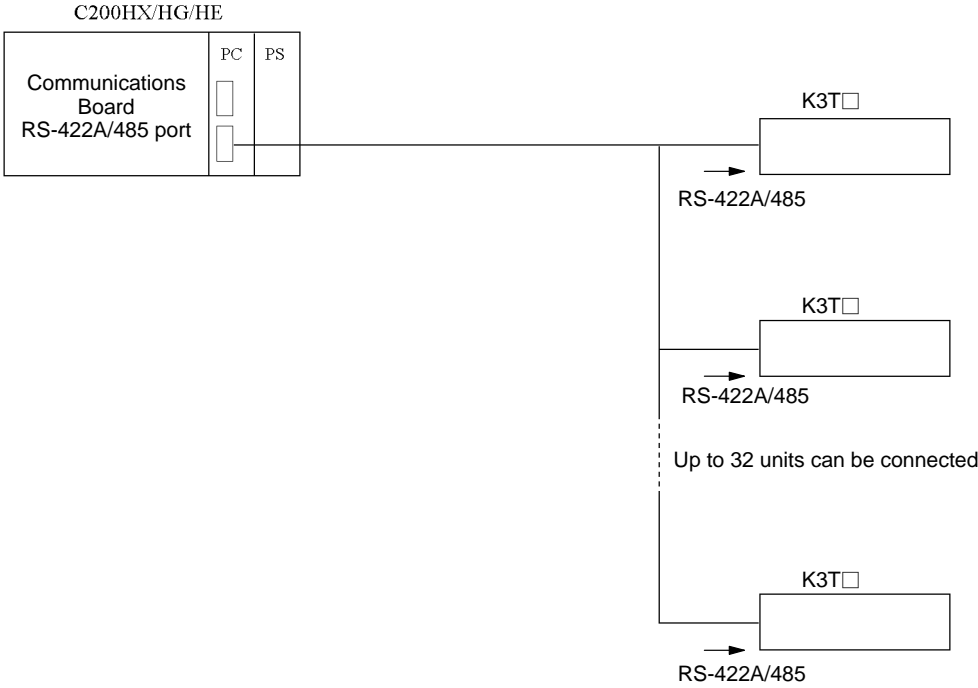 C200HX/HG/HE
PC PS
Communications
Board
RS-422A/485 port
K3T□
RS-422A/485
K3T□
RS-422A/485
Up to 32 units can be connected
K3T□
RS-422A/485